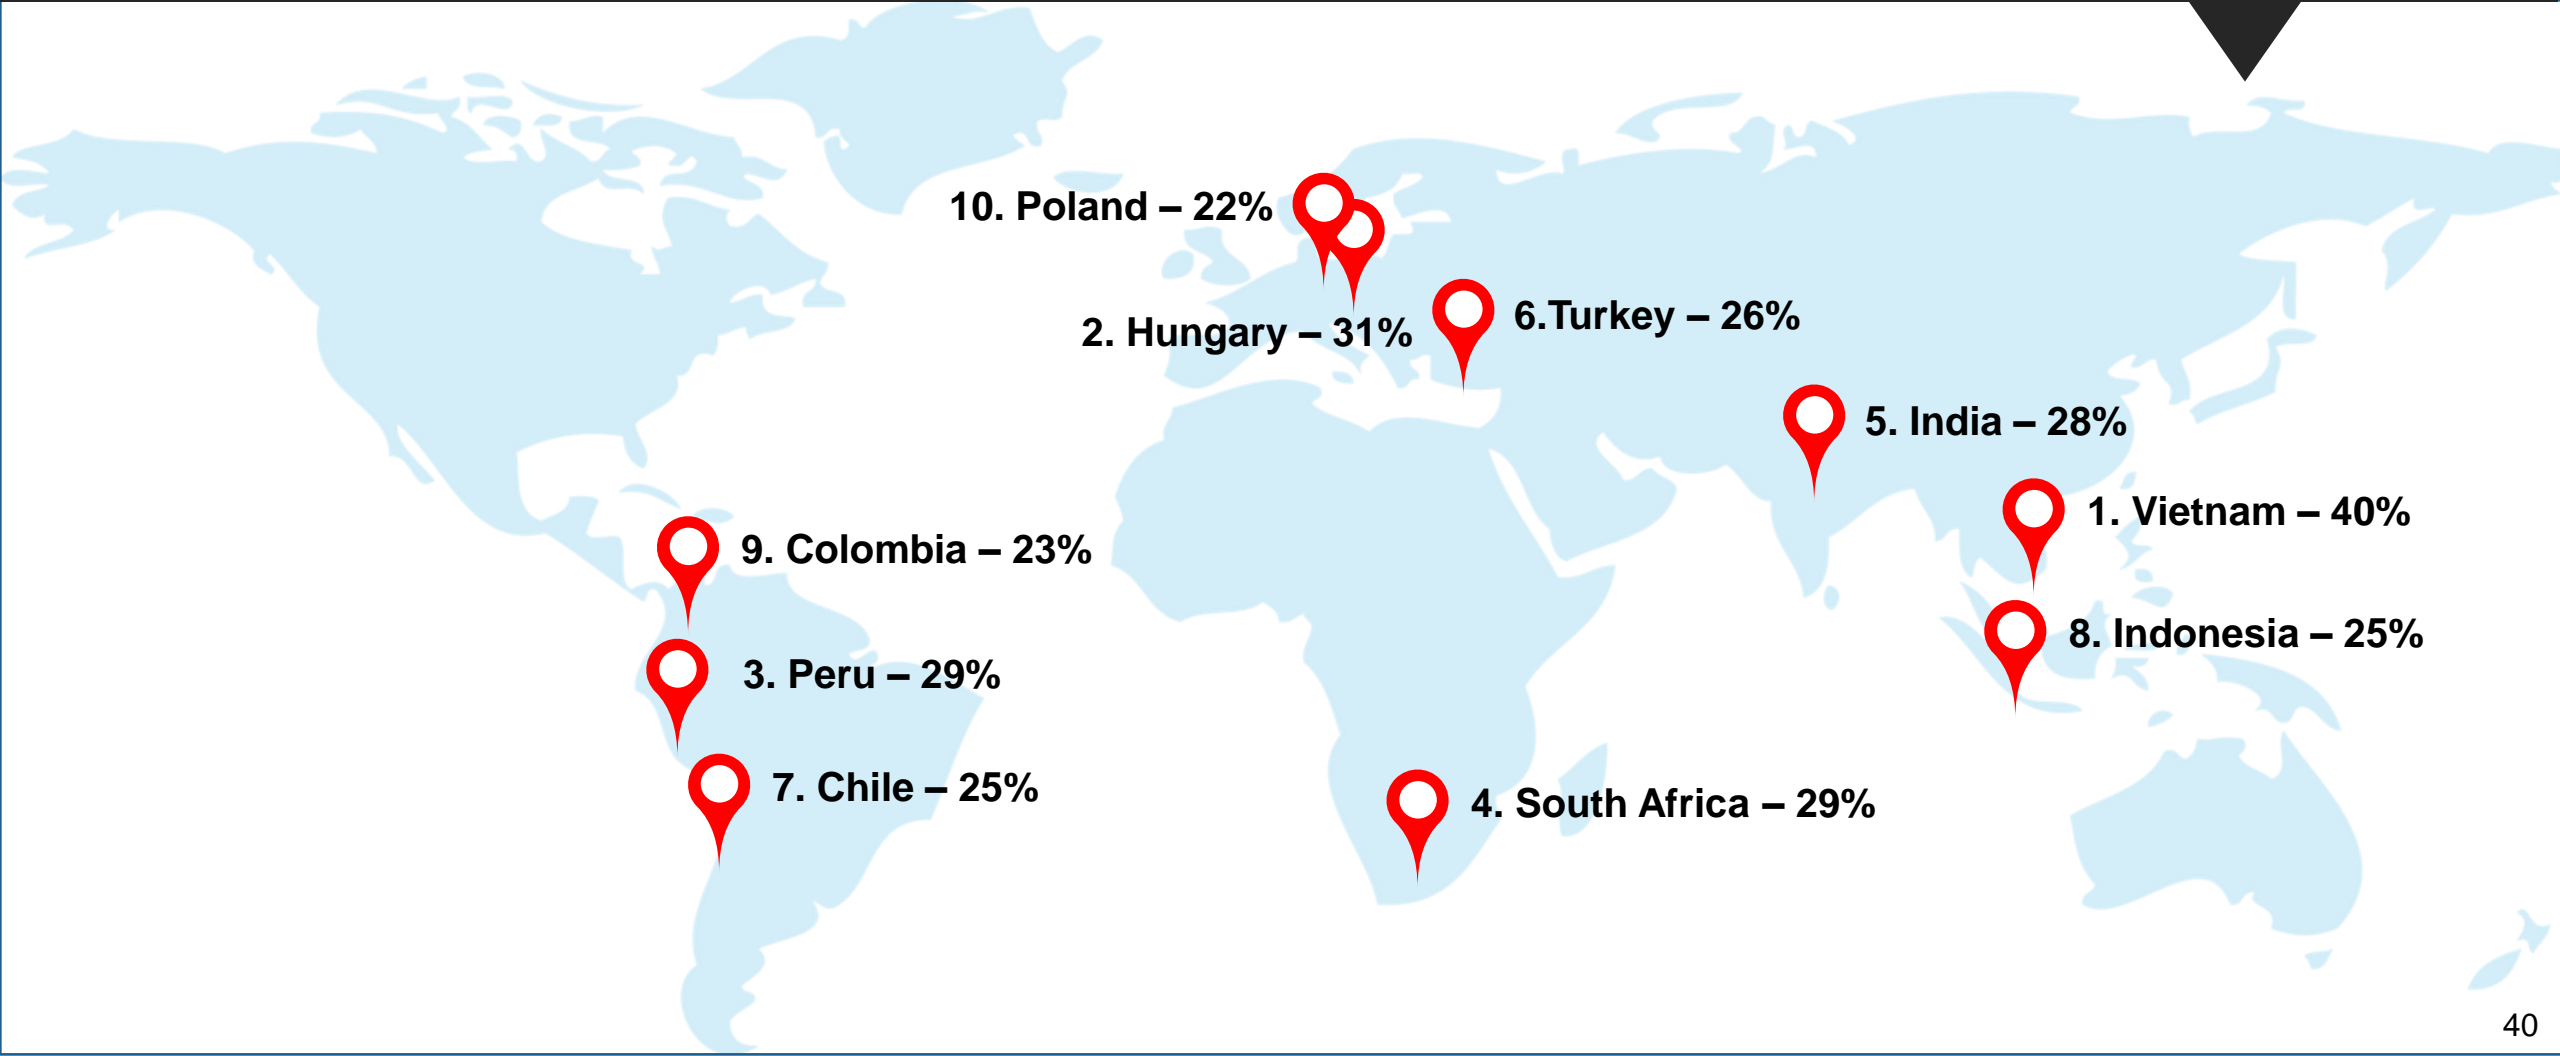 10. Poland – 22%
2. Hungary – 31%
6.Turkey – 26%
5. India – 28%
1. Vietnam – 40%
9. Colombia – 23%
8. Indonesia – 25%
3. Peru – 29%
7. Chile – 25%
4. South Africa – 29%
40